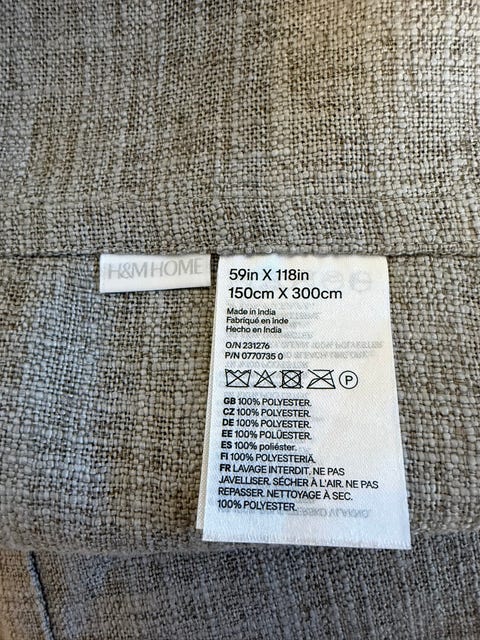 H&M HOME
59in X 118in
150cm X 300cm
Made in India
Fabriqué en Inde
Hecho en India
O/N 231276
P/N 0770735 0
P
GB 100% POLYESTER.
CZ 100% POLYESTER.
DE 100% POLYESTER.
EE 100% POLÜESTER.
ES 100% poliéster.
FI 100% POLYESTERIÄ.
FR LAVAGE INTERDIT. NE PAS
JAVELLISER. SÉCHER À L'AIR. NE PAS
REPASSER. NETTOYAGE À SEC.
100% POLYESTER.